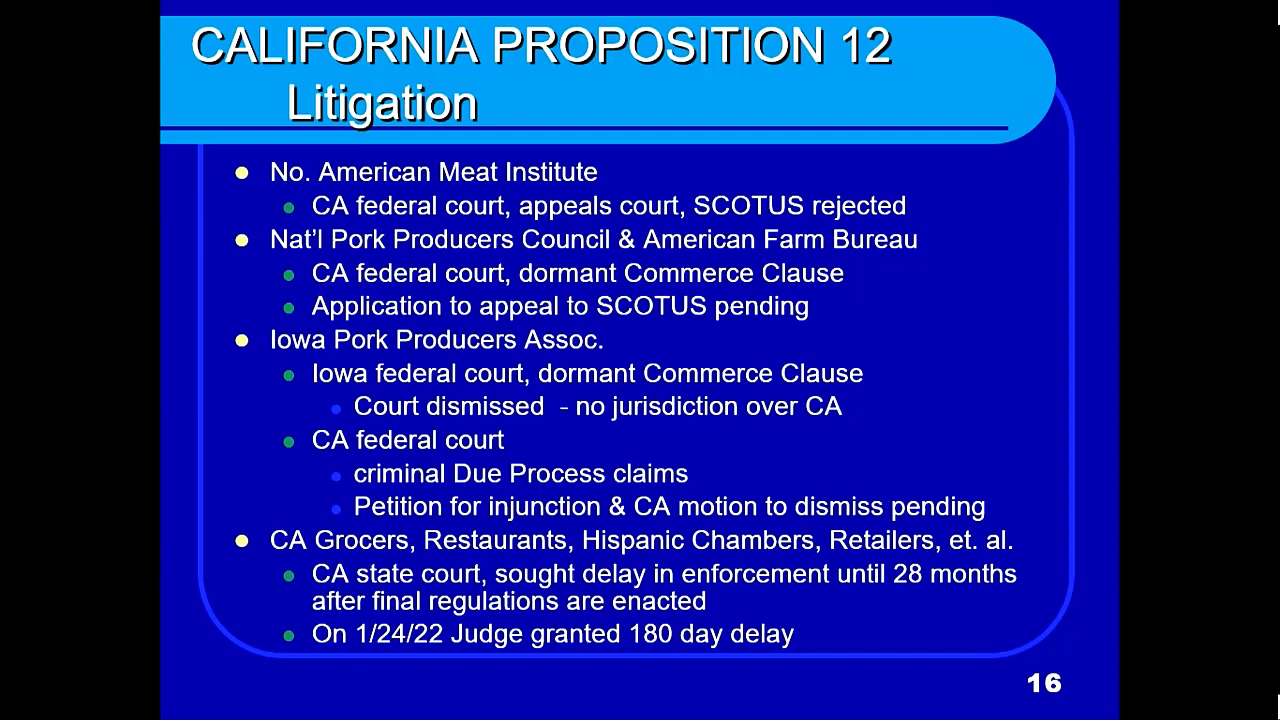 CALIFORNIA PROPOSITION 12
Litigation
No. American Meat Institute
CA federal court, appeals court, SCOTUS rejected
Nat'l Pork Producers Council & American Farm Bureau
CA federal court, dormant Commerce Clause
Application to appeal to SCOTUS pending
Iowa Pork Producers Assoc.
Iowa federal court, dormant Commerce Clause
Court dismissed - no jurisdiction over CA
CA federal court
criminal Due Process claims
Petition for injunction & CA motion to dismiss pending
CA Grocers, Restaurants, Hispanic Chambers, Retailers, et. al.
CA state court, sought delay in enforcement until 28 months
after final regulations are enacted
On 1/24/22 Judge granted 180 day delay
16